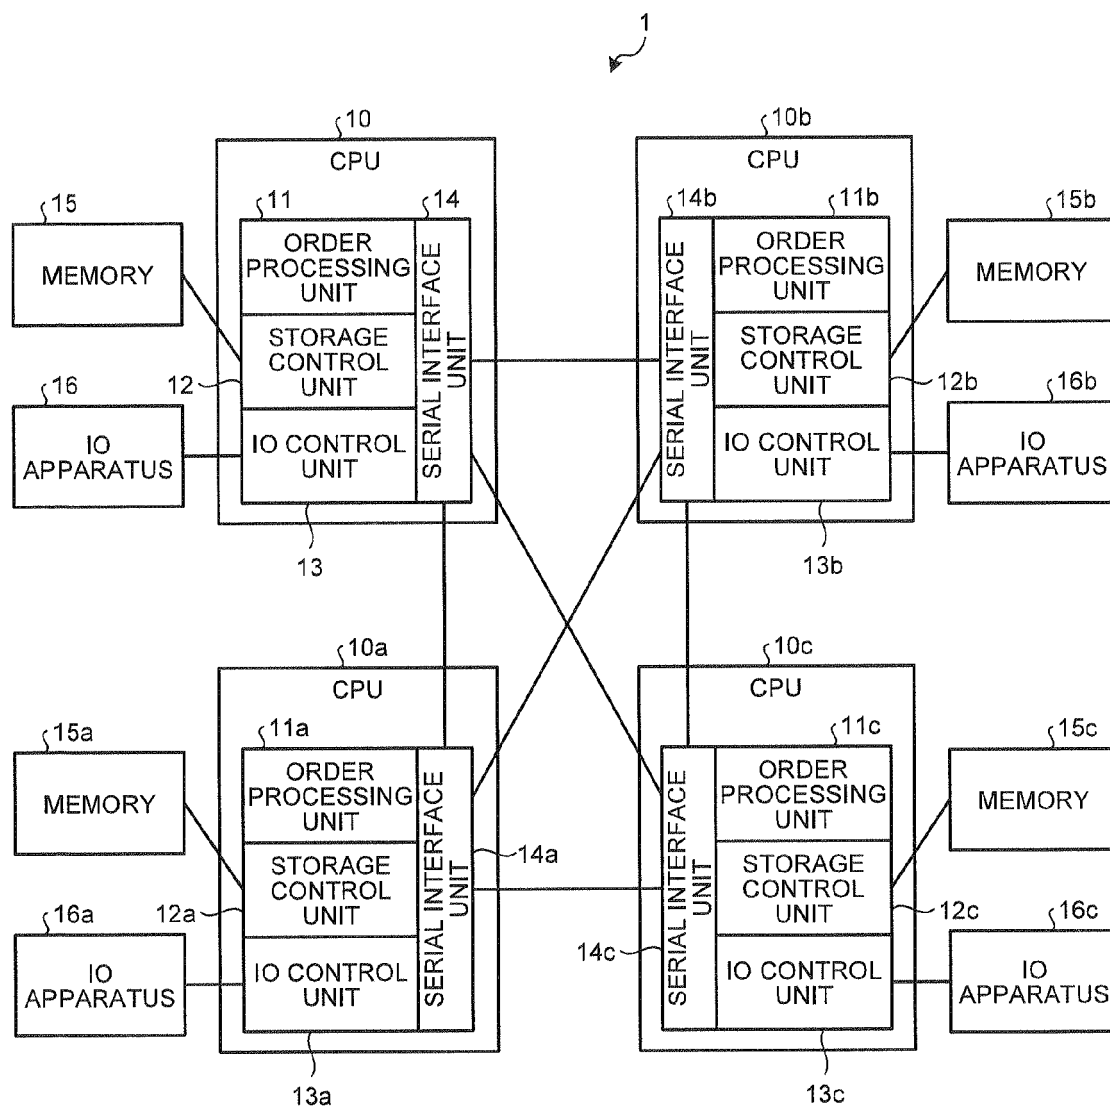 1
10
CPU
11
14
ORDER
PROCESSING
UNIT
STORAGE
CONTROL
UNIT
IO CONTROL
UNIT
SERIAL INTERFACE
UNIT
12
13
15
MEMORY
16
IO
APPARATUS
10b
CPU
14b
11b
SERIAL INTERFACE
UNIT
ORDER
PROCESSING
UNIT
STORAGE
CONTROL
UNIT
IO CONTROL
UNIT
12b
13b
15b
MEMORY
16b
IO
APPARATUS
10a
CPU
11a
ORDER
PROCESSING
UNIT
STORAGE
CONTROL
UNIT
IO CONTROL
UNIT
SERIAL INTERFACE
UNIT
14a
12a
13a
15a
MEMORY
16a
IO
APPARATUS
10c
CPU
11c
SERIAL INTERFACE
UNIT
ORDER
PROCESSING
UNIT
STORAGE
CONTROL
UNIT
IO CONTROL
UNIT
14c
12c
13c
15c
MEMORY
16c
IO
APPARATUS